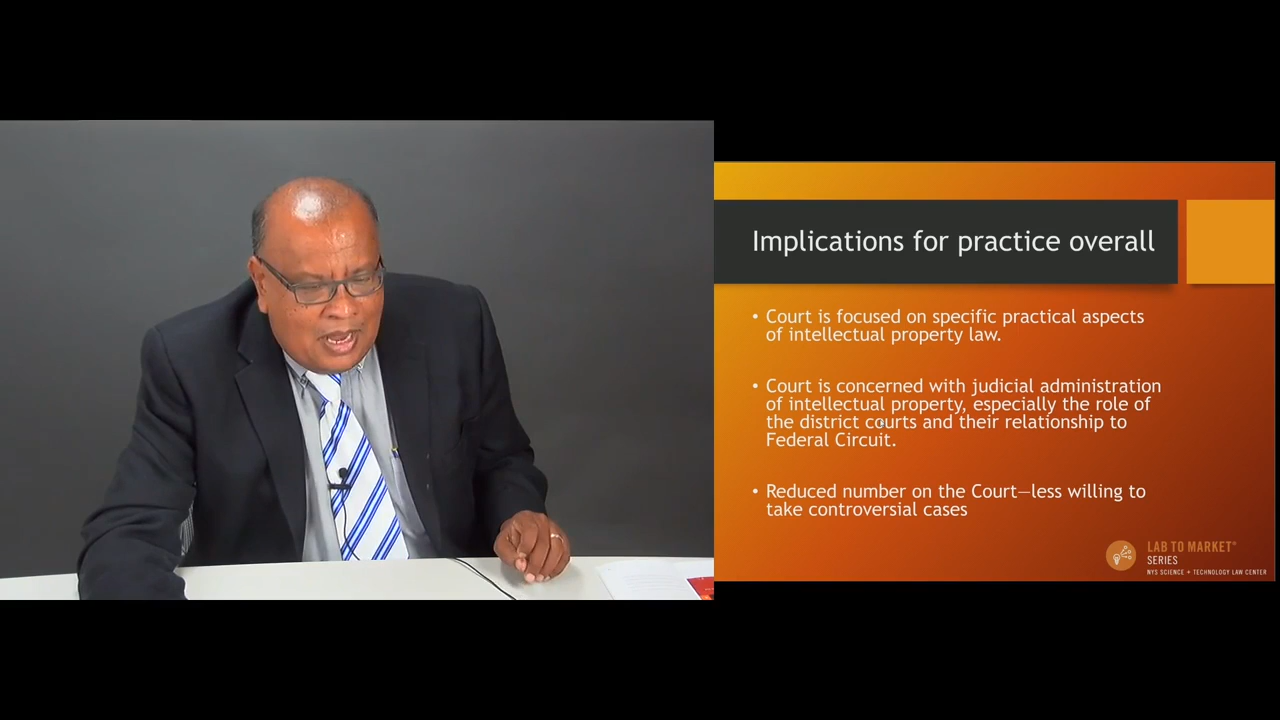 Implications for practice overall
• Court is focused on specific practical aspects
of intellectual property law.
• Court is concerned with judicial administration
of intellectual property, especially the role of
the district courts and their relationship to
Federal Circuit.
• Reduced number on the Court—less willing to
take controversial cases
LAB TO MARKET®
SERIES
NYS SCIENCE + TECHNOLOGY LAW CENTER